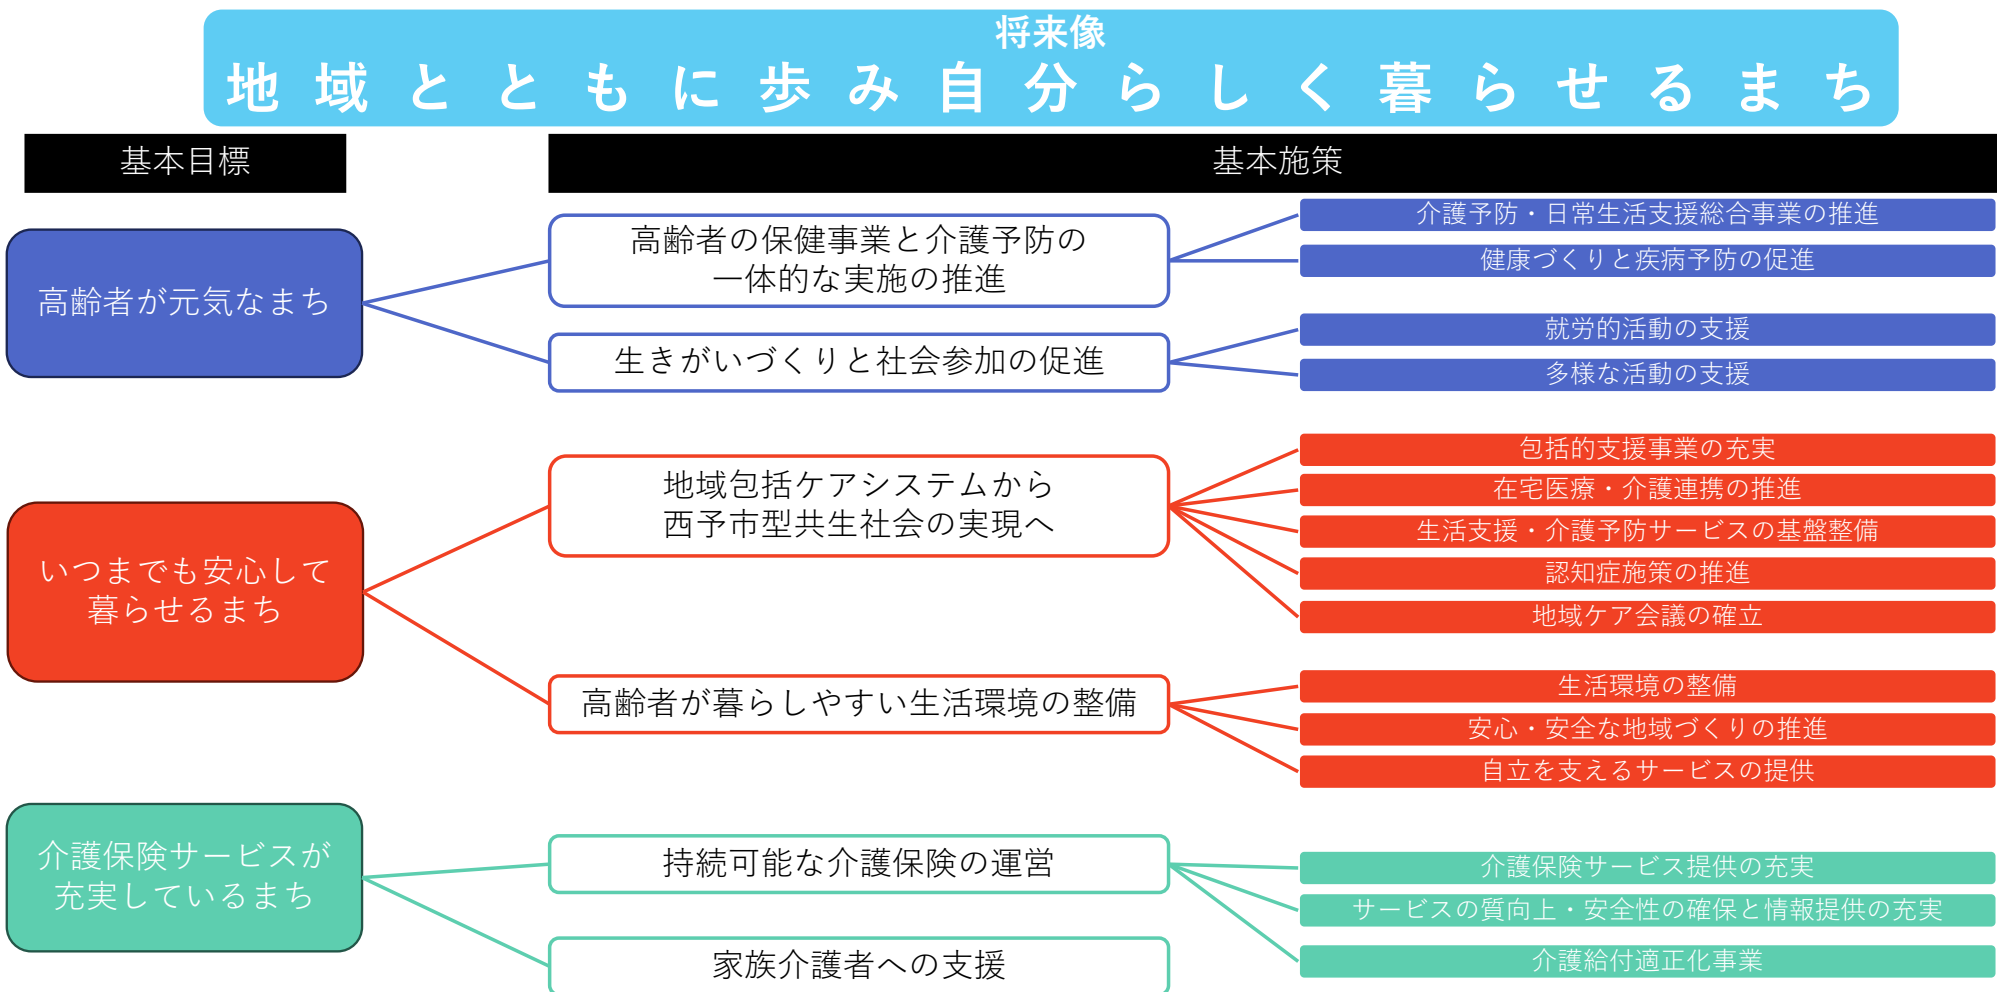 将来像
地域とともに歩み自分らしく暮らせるまち
基本目標
基本施策
高齢者が元気なまち
高齢者の保健事業と介護予防の
一体的な実施の推進
介護予防・日常生活支援総合事業の推進
健康づくりと疾病予防の促進
生きがいづくりと社会参加の促進
就労的活動の支援
多様な活動の支援
いつまでも安心して
暮らせるまち
地域包括ケアシステムから
西予市型共生社会の実現へ
包括的支援事業の充実
在宅医療・介護連携の推進
生活支援・介護予防サービスの基盤整備
認知症施策の推進
地域ケア会議の確立
高齢者が暮らしやすい生活環境の整備
生活環境の整備
安心・安全な地域づくりの推進
自立を支えるサービスの提供
介護保険サービスが
充実しているまち
持続可能な介護保険の運営
介護保険サービス提供の充実
サービスの質向上・安全性の確保と情報提供の充実
介護給付適正化事業
家族介護者への支援